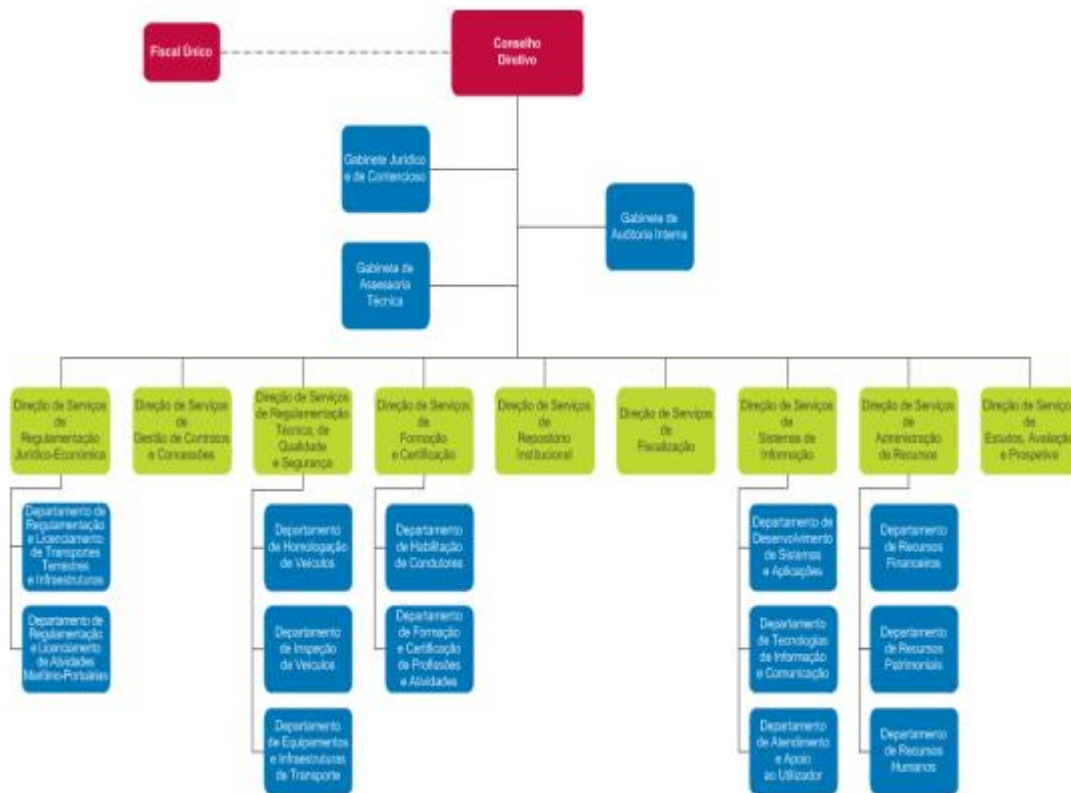 Fiscal Único
Conselho
Diretivo
Gabinete Jurídico
e de Contencioso
Gabinete de
Auditoria Interna
Gabinete de
Assessoria
Técnica
Direção de Serviços
de
Regulamentação
Jurídico-Económica
Direção de Serviços
de
Gestão de Contratos
e Concessões
Direção de Serviços
de Regulamentação
Técnica, de
Qualidade
e Segurança
Direção de Serviços
de
Formação
e Certificação
Direção de Serviços
de
Repositório
Institucional
Direção de Serviços
de
Fiscalização
Direção de Serviços
de
Sistemas de
Informação
Direção de Serviços
de
Administração
de Recursos
Direção de Serviços
de
Estudos, Avaliação
e Prospetiva
Departamento de
Regulamentação
e Licenciamento
de Transportes
Terrestres
e Infraestruturas
Departamento de
Regulamentação e
Licenciamento
de Atividades
Marítimo-Portuárias
Departamento
de Homologação
de Veículos
Departamento
de Inspeção
de Veículos
Departamento
de Equipamentos
e Infraestruturas
de Transporte
Departamento
de Habilitação
de Condutores
Departamento
de Formação
e Certificação
de Profissões
e Atividades
Departamento de
Desenvolvimento
de Sistemas
e Aplicações
Departamento
de Tecnologias
de Informação e
Comunicação
Departamento
de Atendimento
e Apoio
ao Utilizador
Departamento
de Recursos
Financeiros
Departamento
de Recursos
Patrimoniais
Departamento
de Recursos
Humanos